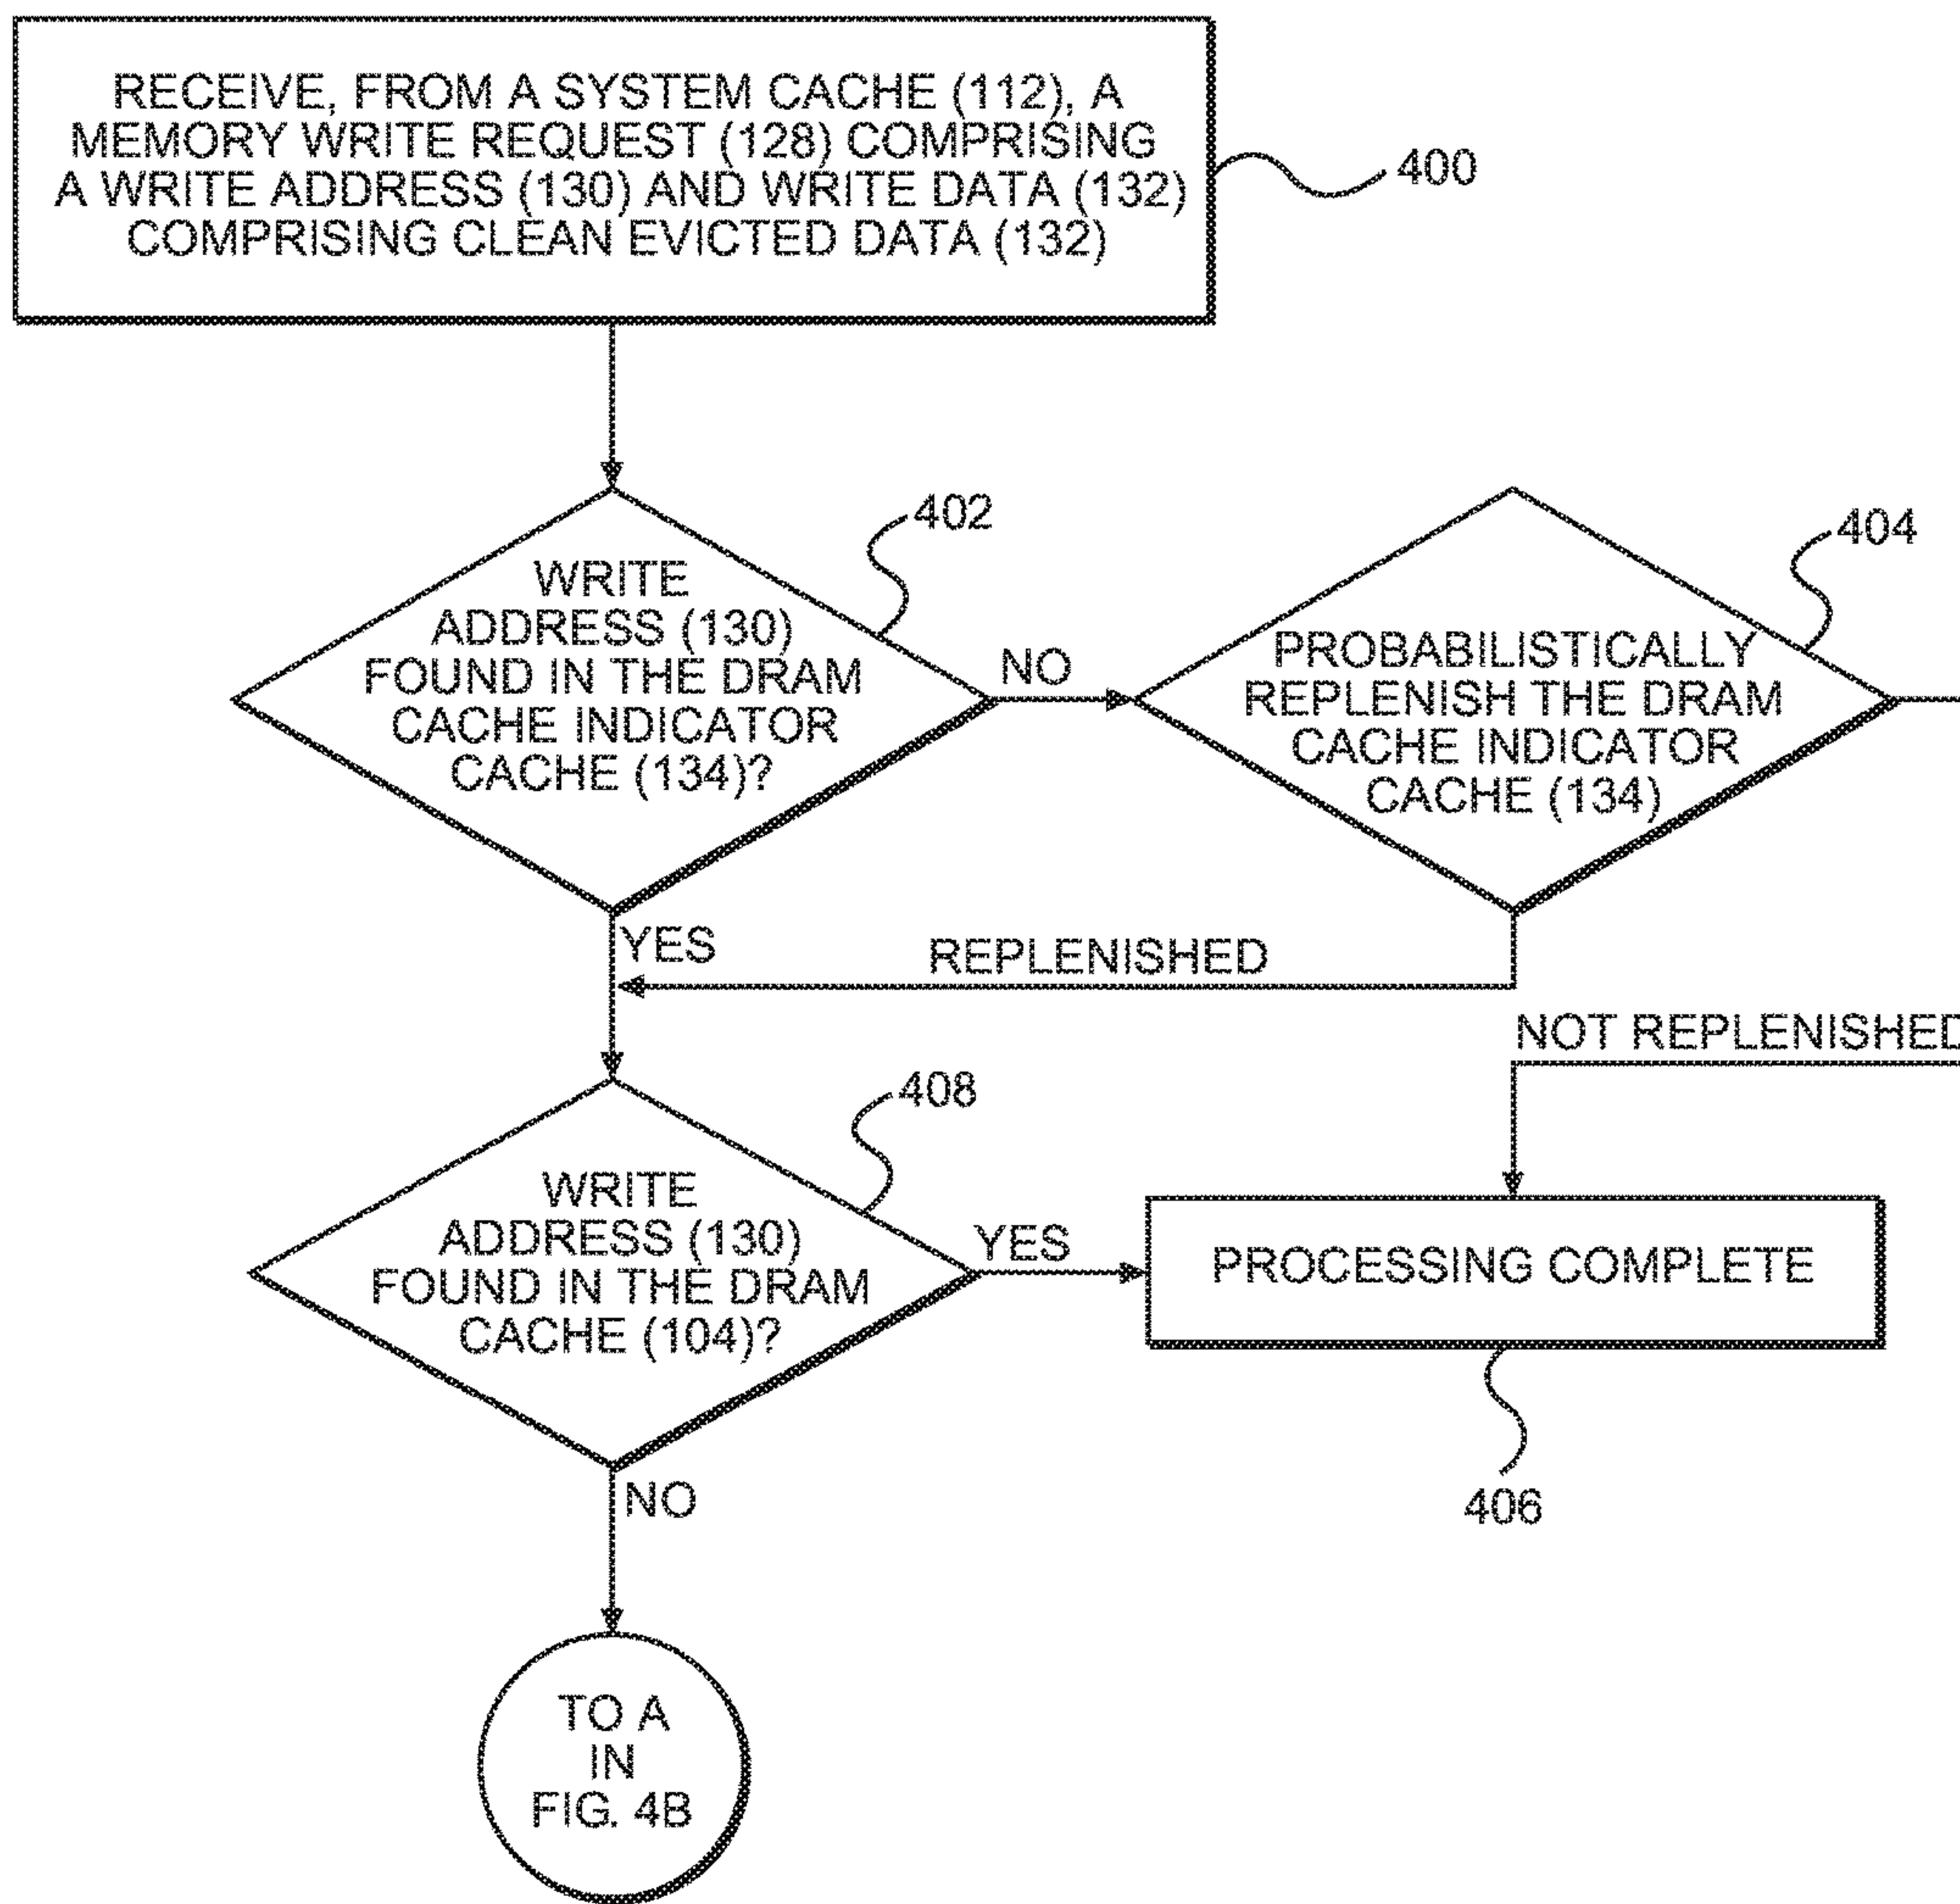 RECEIVE, FROM A SYSTEM CACHE (112), A
MEMORY WRITE REQUEST (128) COMPRISING
A WRITE ADDRESS (130) AND WRITE DATA (132)
COMPRISING CLEAN EVICTED DATA (132)
400
402
WRITE
ADDRESS (130)
FOUND IN THE DRAM
CACHE INDICATOR
CACHE (134)?
NO
404
PROBABILISTICALLY
REPLENISH THE DRAM
CACHE INDICATOR
CACHE (134)
YES
REPLENISHED
NOT REPLENISHED
408
WRITE
ADDRESS (130)
FOUND IN THE DRAM
CACHE (104)?
YES
PROCESSING COMPLETE
406
NO
TO A
IN
FIG. 4B